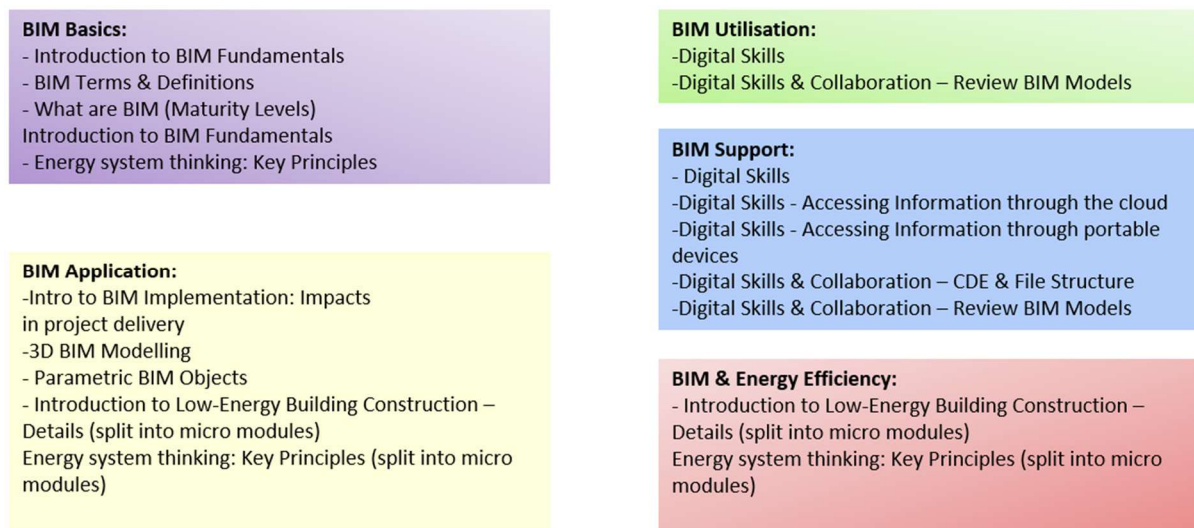 BIM Basics:
- Introduction to BIM Fundamentals
- BIM Terms & Definitions
- What are BIM (Maturity Levels)
Introduction to BIM Fundamentals
- Energy system thinking: Key Principles
BIM Application:
-Intro to BIM Implementation: Impacts
in project delivery
-3D BIM Modelling
- Parametric BIM Objects
- Introduction to Low-Energy Building Construction –
Details (split into micro modules)
Energy system thinking: Key Principles (split into micro
modules)
BIM Utilisation:
-Digital Skills
-Digital Skills & Collaboration – Review BIM Models
BIM Support:
- Digital Skills
-Digital Skills - Accessing Information through the cloud
-Digital Skills - Accessing Information through portable
devices
-Digital Skills & Collaboration – CDE & File Structure
-Digital Skills & Collaboration – Review BIM Models
BIM & Energy Efficiency:
- Introduction to Low-Energy Building Construction –
Details (split into micro modules)
Energy system thinking: Key Principles (split into micro
modules)